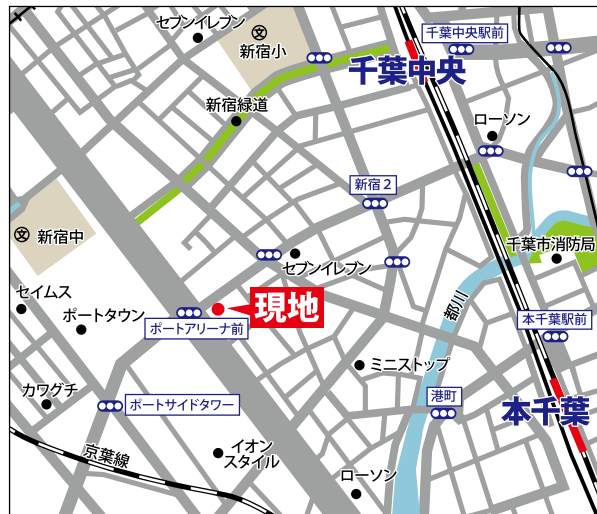 セブンイレブン
文
新宿小
千葉中央駅前
千葉中央
新宿緑道
ローソン
新宿2
文
新宿中
セブンイレブン
千葉市消防局
セイムス
ポートタウン
現地
ポートアリーナ前
都川
本千葉駅前
ミニストップ
カワグチ
ポートサイドタワー
港町
本千葉
京葉線
イオン
スタイル
ローソン